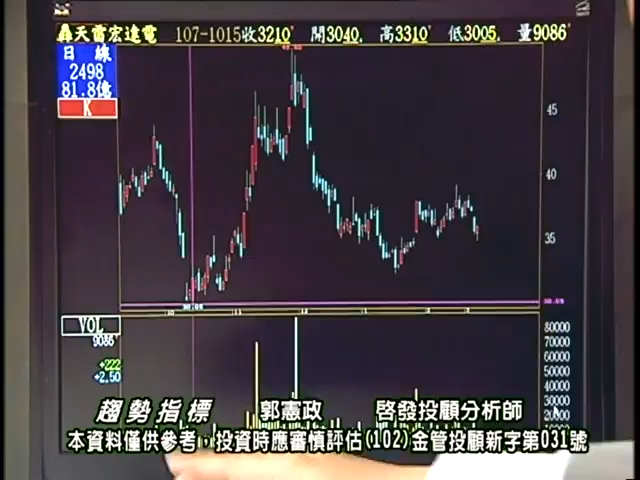 轟天雷宏達電 107-1015收3210 開3040. 高3310 低3005. 量9086
日 線
2498
81.8億
K
45
40
35
VOL
9086
+222
+2.50
80000
70000
60000
50000
40000
30000
趨勢指標 郭憲政 啓發投顧分析師
本資料僅供參考，投資時應審慎評估(102)金管投顧新字第031號